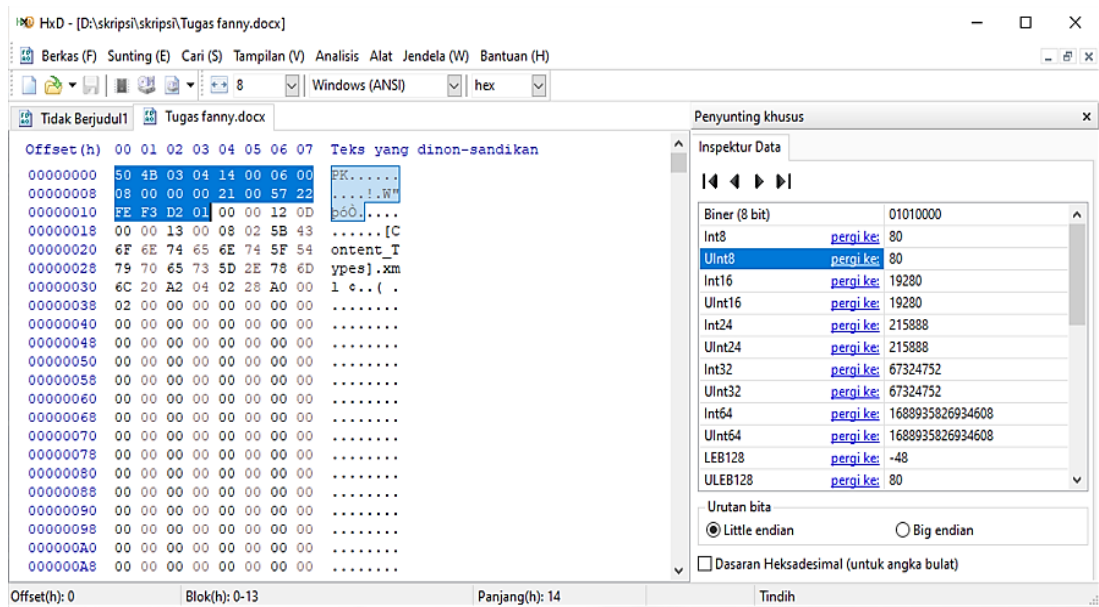 HxD - [D:\skripsi\skripsi\Tugas fanny.docx]
Berkas (F) Sunting (E) Cari (S) Tampilan (V) Analisis Alat Jendela (W) Bantuan (H)
8 Windows (ANSI) hex
Tidak Berjudul1 Tugas fanny.docx
Offset(h) 00 01 02 03 04 05 06 07 Teks yang dinon-sandikan
00000000 50 4B 03 04 14 00 06 00 PK......
00000008 08 00 00 00 21 00 57 22 ....!.W"
00000010 FE F3 D2 01 00 00 12 0D þóÒ.....
00000018 00 00 13 00 08 02 5B 43 ......[C
00000020 6F 6E 74 65 6E 74 5F 54 ontent_T
00000028 79 70 65 73 5D 2E 78 6D ypes].xm
00000030 6C 20 A2 04 02 28 A0 00 l ¢..( .
00000038 02 00 00 00 00 00 00 00 ........
00000040 00 00 00 00 00 00 00 00 ........
00000048 00 00 00 00 00 00 00 00 ........
00000050 00 00 00 00 00 00 00 00 ........
00000058 00 00 00 00 00 00 00 00 ........
00000060 00 00 00 00 00 00 00 00 ........
00000068 00 00 00 00 00 00 00 00 ........
00000070 00 00 00 00 00 00 00 00 ........
00000078 00 00 00 00 00 00 00 00 ........
00000080 00 00 00 00 00 00 00 00 ........
00000088 00 00 00 00 00 00 00 00 ........
00000090 00 00 00 00 00 00 00 00 ........
00000098 00 00 00 00 00 00 00 00 ........
000000A0 00 00 00 00 00 00 00 00 ........
000000A8 00 00 00 00 00 00 00 00 ........
Penyunting khusus
Inspektur Data
Biner (8 bit) 01010000
Int8 pergi ke: 80
UInt8 pergi ke: 80
Int16 pergi ke: 19280
UInt16 pergi ke: 19280
Int24 pergi ke: 215888
UInt24 pergi ke: 215888
Int32 pergi ke: 67324752
UInt32 pergi ke: 67324752
Int64 pergi ke: 1688935826934608
UInt64 pergi ke: 1688935826934608
LEB128 pergi ke: -48
ULEB128 pergi ke: 80
Urutan bita
Little endian Big endian
Dasaran Heksadesimal (untuk angka bulat)
Offset(h): 0 Blok(h): 0-13 Panjang(h): 14 Tindih